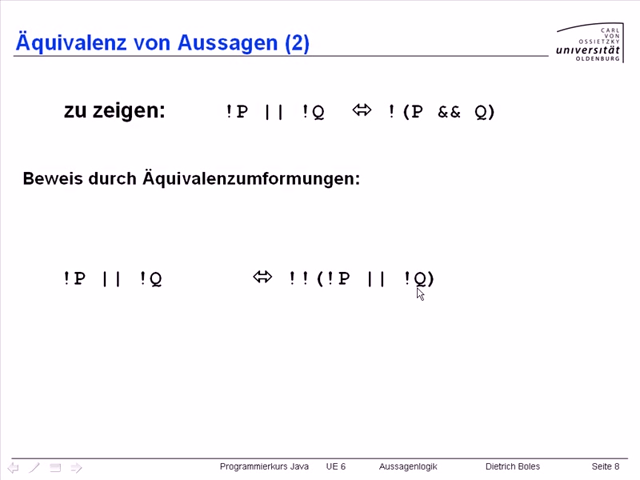 Äquivalenz von Aussagen (2)
CARL
VON
OSSIETZKY
universität
OLDENBURG
zu zeigen: !P || !Q ⇔ !(P && Q)
Beweis durch Äquivalenzumformungen:
!P || !Q ⇔ !!(!P || !Q)
Programmierkurs Java UE 6 Aussagenlogik Dietrich Boles Seite 8